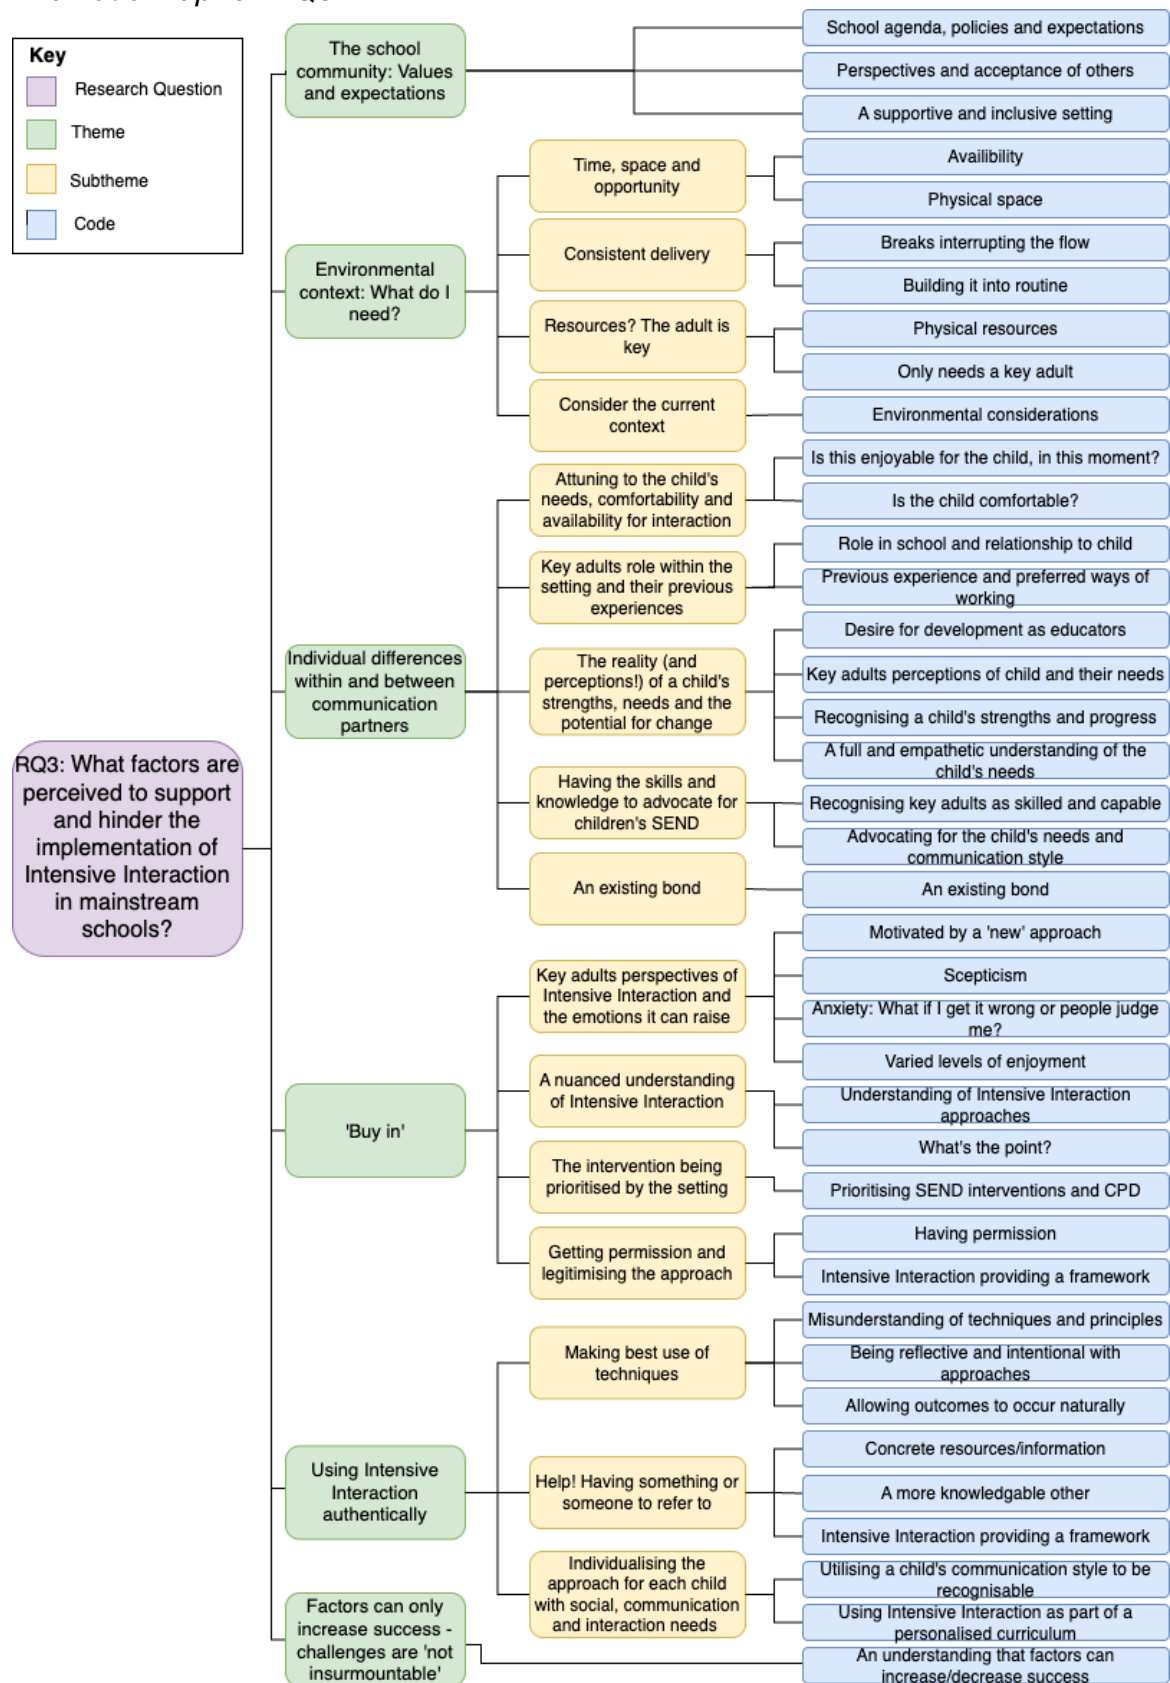 Key
Research Question
Theme
Subtheme
Code
RQ3: What factors are
perceived to support
and hinder the
implementation of
Intensive Interaction
in mainstream
schools?
The school
community: Values
and expectations
School agenda, policies and expectations
Perspectives and acceptance of others
A supportive and inclusive setting
Environmental
context: What do I
need?
Time, space and
opportunity
Availibility
Physical space
Consistent delivery
Breaks interrupting the flow
Building it into routine
Resources? The adult is
key
Physical resources
Only needs a key adult
Consider the current
context
Environmental considerations
Individual differences
within and between
communication
partners
Attuning to the child's
needs, comfortability and
availability for interaction
Is this enjoyable for the child, in this moment?
Is the child comfortable?
Key adults role within the
setting and their previous
experiences
Role in school and relationship to child
Previous experience and preferred ways of
working
The reality (and
perceptions!) of a child's
strengths, needs and the
potential for change
Desire for development as educators
Key adults perceptions of child and their needs
Recognising a child's strengths and progress
A full and empathetic understanding of the
child's needs
Having the skills and
knowledge to advocate for
children's SEND
Recognising key adults as skilled and capable
Advocating for the child's needs and
communication style
An existing bond
An existing bond
'Buy in'
Key adults perspectives of
Intensive Interaction and
the emotions it can raise
Motivated by a 'new' approach
Scepticism
Anxiety: What if I get it wrong or people judge
me?
Varied levels of enjoyment
A nuanced understanding
of Intensive Interaction
Understanding of Intensive Interaction
approaches
What's the point?
The intervention being
prioritised by the setting
Prioritising SEND interventions and CPD
Getting permission and
legitimising the approach
Having permission
Intensive Interaction providing a framework
Using Intensive
Interaction
authentically
Making best use of
techniques
Misunderstanding of techniques and principles
Being reflective and intentional with
approaches
Allowing outcomes to occur naturally
Help! Having something or
someone to refer to
Concrete resources/information
A more knowledgable other
Intensive Interaction providing a framework
Individualising the
approach for each child
with social, communication
and interaction needs
Utilising a child's communication style to be
recognisable
Using Intensive Interaction as part of a
personalised curriculum
Factors can only
increase success -
challenges are 'not
insurmountable'
An understanding that factors can
increase/decrease success